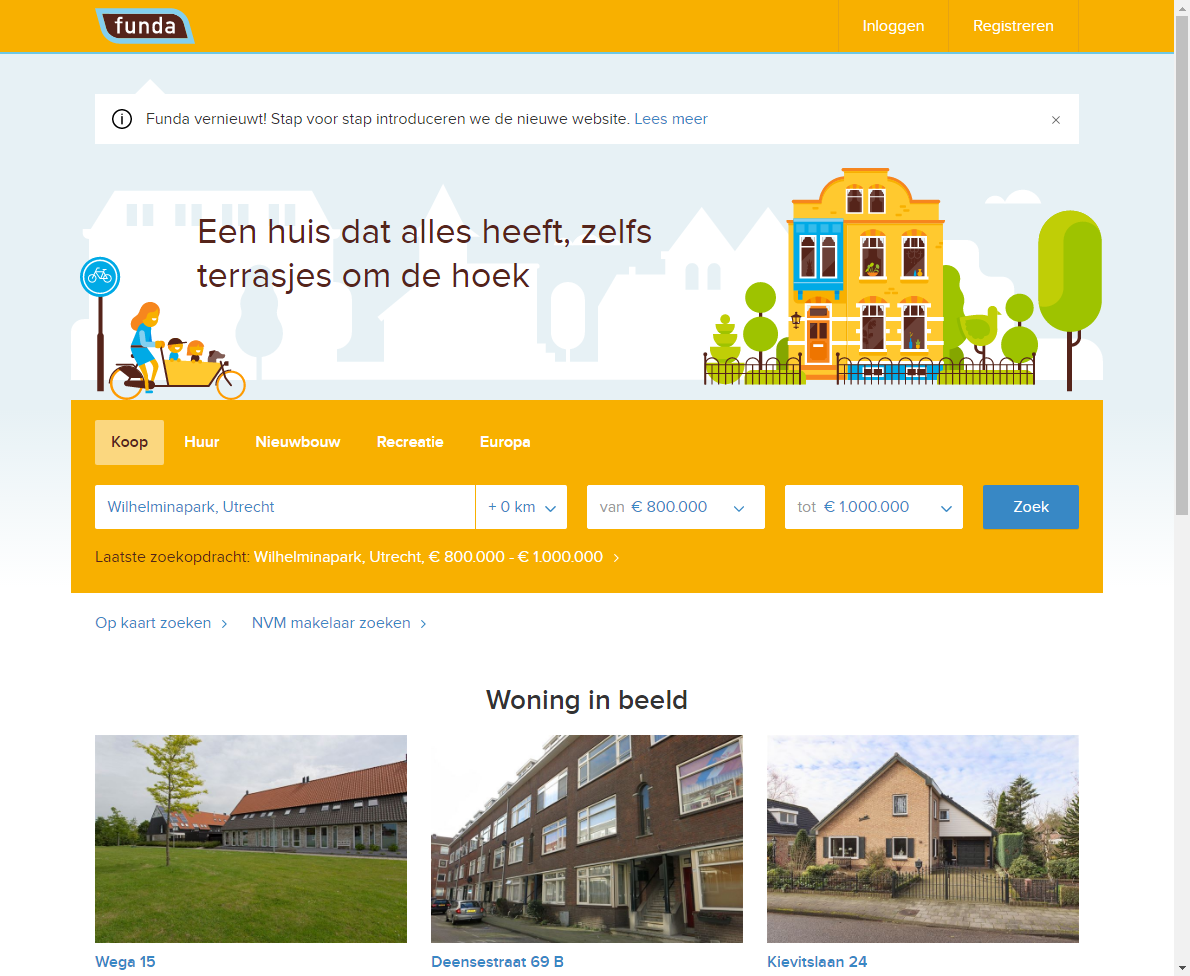 funda
Inloggen
Registreren
Funda vernieuwt! Stap voor stap introduceren we de nieuwe website. Lees meer
Een huis dat alles heeft, zelfs
terrasjes om de hoek
Koop
Huur
Nieuwbouw
Recreatie
Europa
Wilhelminapark, Utrecht
+ 0 km
van € 800.000
tot € 1.000.000
Zoek
Laatste zoekopdracht: Wilhelminapark, Utrecht, € 800.000 - € 1.000.000
Op kaart zoeken
NVM makelaar zoeken
Woning in beeld
Wega 15
Deensestraat 69 B
Kievitslaan 24